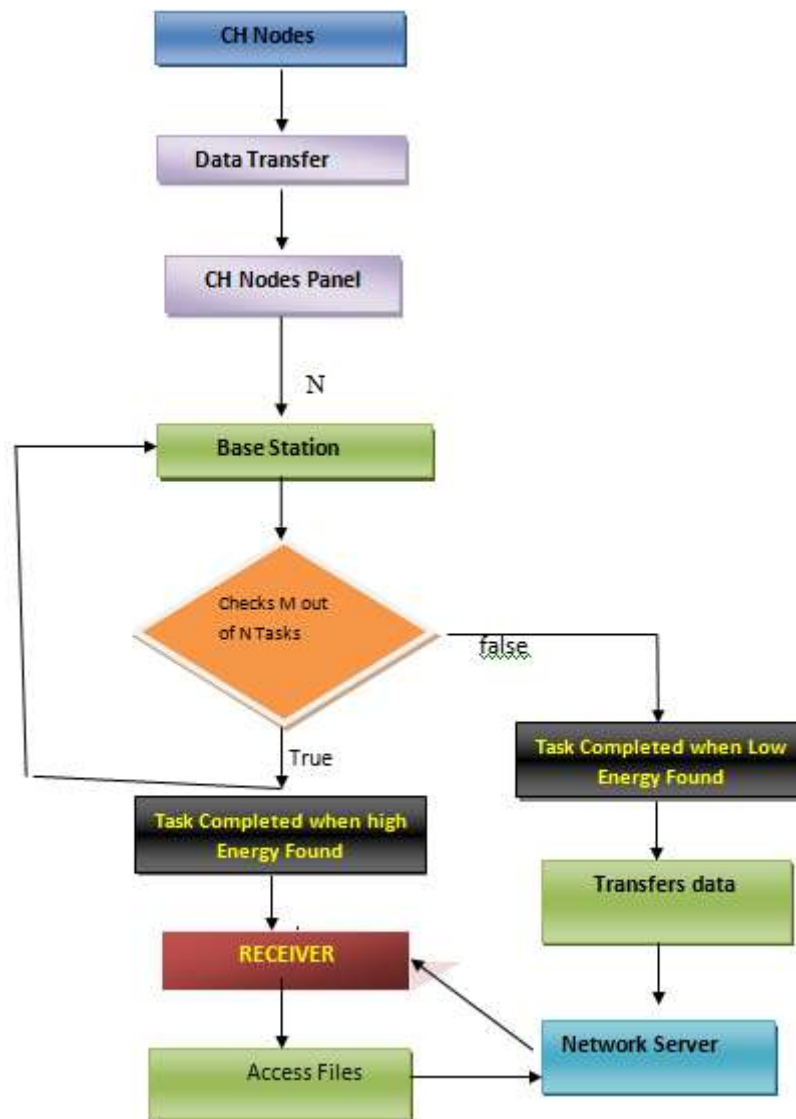 CH Nodes
Data Transfer
CH Nodes Panel
N
Base Station
Checks M out
of N Tasks
false
True
Task Completed when Low
Energy Found
Task Completed when high
Energy Found
Transfers data
RECEIVER
Network Server
Access Files